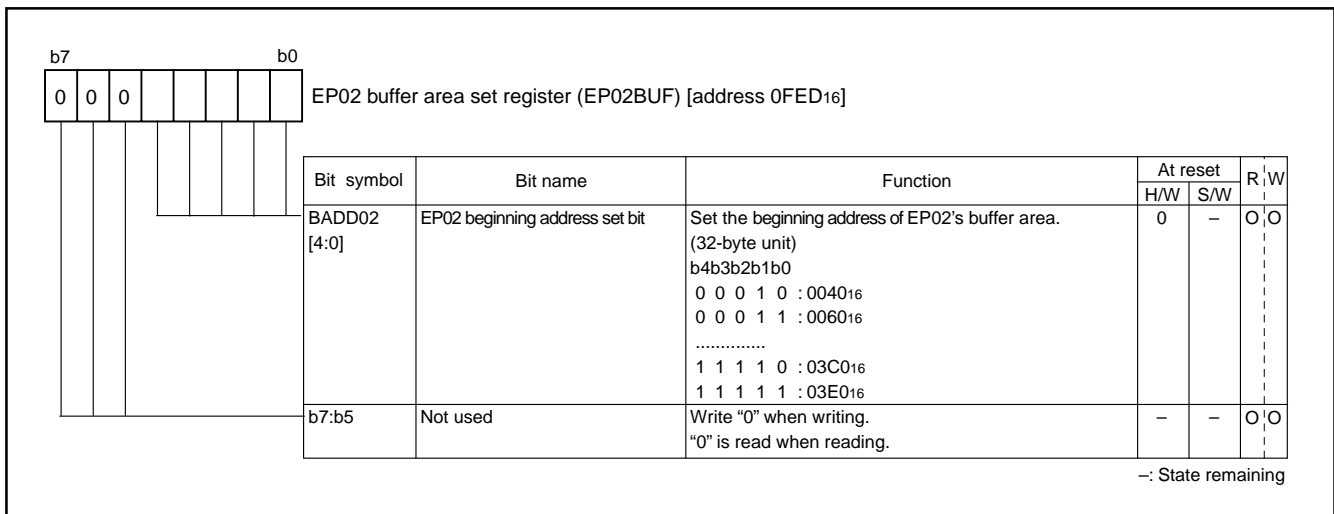 b7 b0
0 0 0 EP02 buffer area set register (EP02BUF) [address 0FED16]
Bit symbol Bit name Function At reset R W
H/W S/W
BADD02 EP02 beginning address set bit Set the beginning address of EP02's buffer area. 0 – O O
[4:0] (32-byte unit)
b4b3b2b1b0
0 0 0 1 0 : 004016
0 0 0 1 1 : 006016
..............
1 1 1 1 0 : 03C016
1 1 1 1 1 : 03E016
b7:b5 Not used Write “0” when writing. – – O O
“0” is read when reading.
–: State remaining